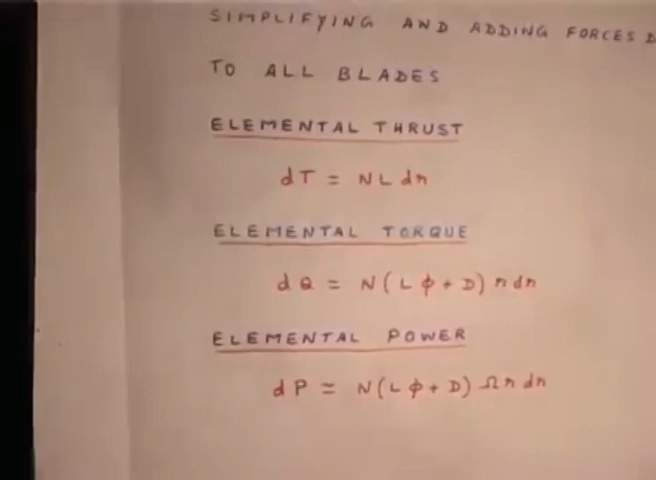 SIMPLIFYING AND ADDING FORCES
TO ALL BLADES
ELEMENTAL THRUST
dT = NL dr
ELEMENTAL TORQUE
dQ = N(Lϕ+D) r dr
ELEMENTAL POWER
dP = N(Lϕ+D) Ωr dr